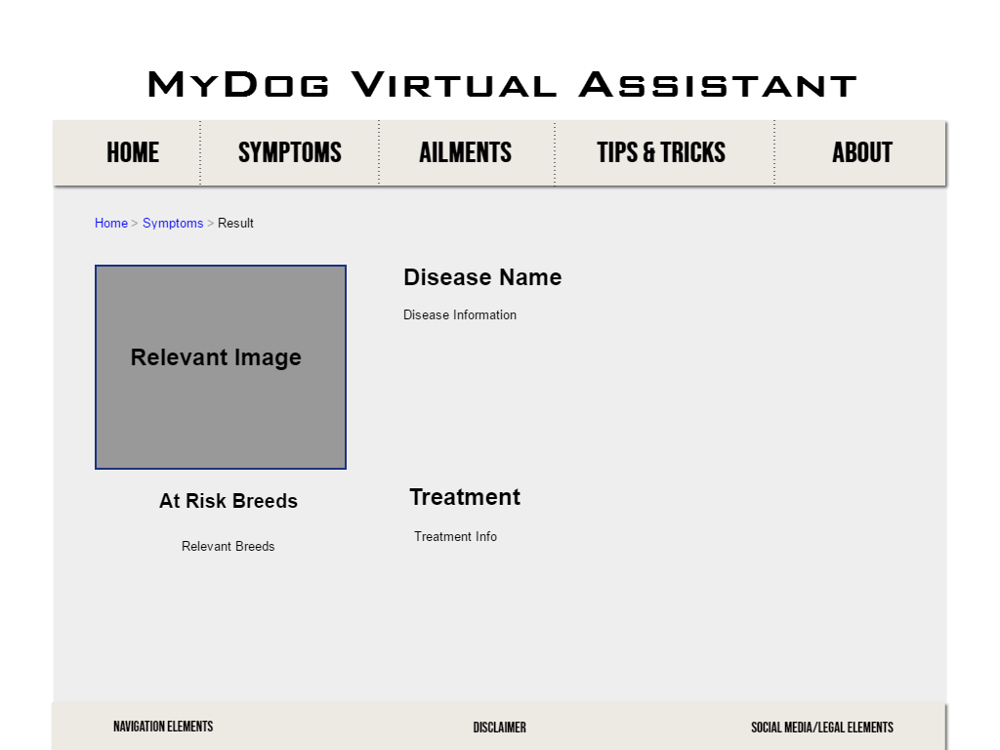 MyDog Virtual Assistant
HOME SYMPTOMS AILMENTS TIPS & TRICKS ABOUT
Home > Symptoms > Result
Relevant Image
At Risk Breeds
Relevant Breeds
Disease Name
Disease Information
Treatment
Treatment Info
NAVIGATION ELEMENTS DISCLAIMER SOCIAL MEDIA/LEGAL ELEMENTS